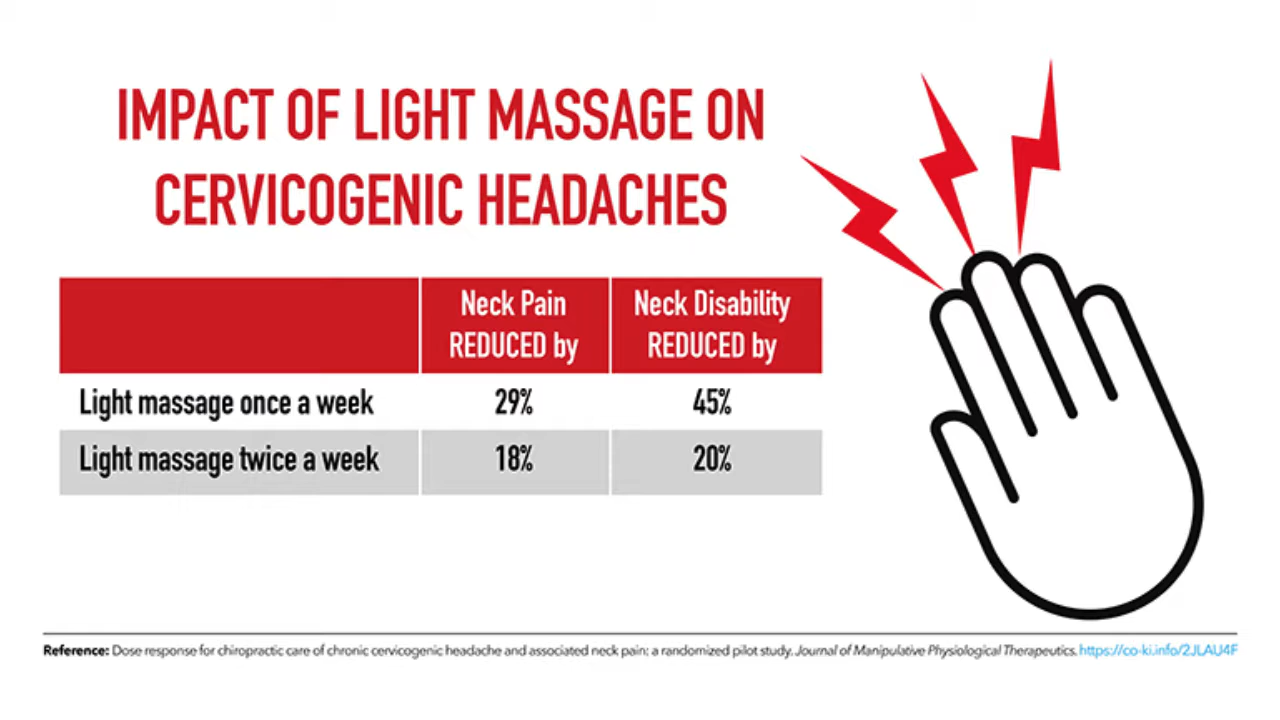 IMPACT OF LIGHT MASSAGE ON
CERVICOGENIC HEADACHES
Neck Pain
REDUCED by
Neck Disability
REDUCED by
Light massage once a week 29% 45%
Light massage twice a week 18% 20%
Reference: Dose response for chiropractic care of chronic cervicogenic headache and associated neck pain: a randomized pilot study. Journal of Manipulative Physiological Therapeutics. https://co-ki.info/2JLAU4F